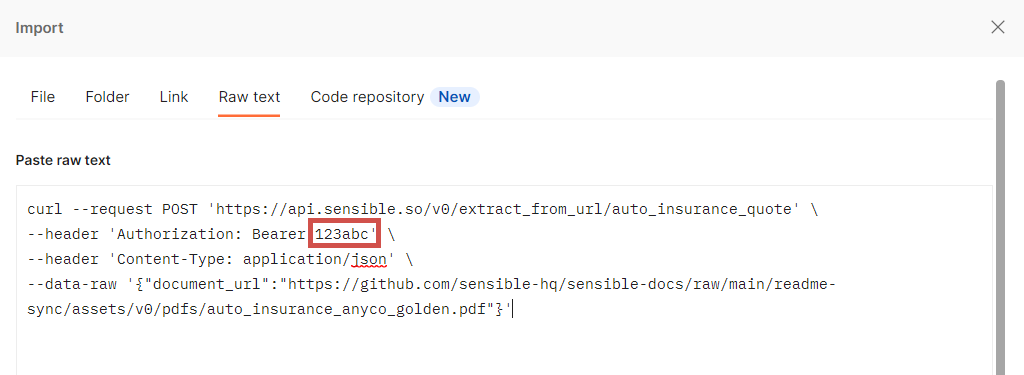 Import
File Folder Link Raw text Code repository New
Paste raw text
curl --request POST 'https://api.sensible.so/v0/extract_from_url/auto_insurance_quote' \
--header 'Authorization: Bearer 123abc' \
--header 'Content-Type: application/json' \
--data-raw '{"document_url":"https://github.com/sensible-hq/sensible-docs/raw/main/readme-
sync/assets/v0/pdfs/auto_insurance_anyco_golden.pdf"}'